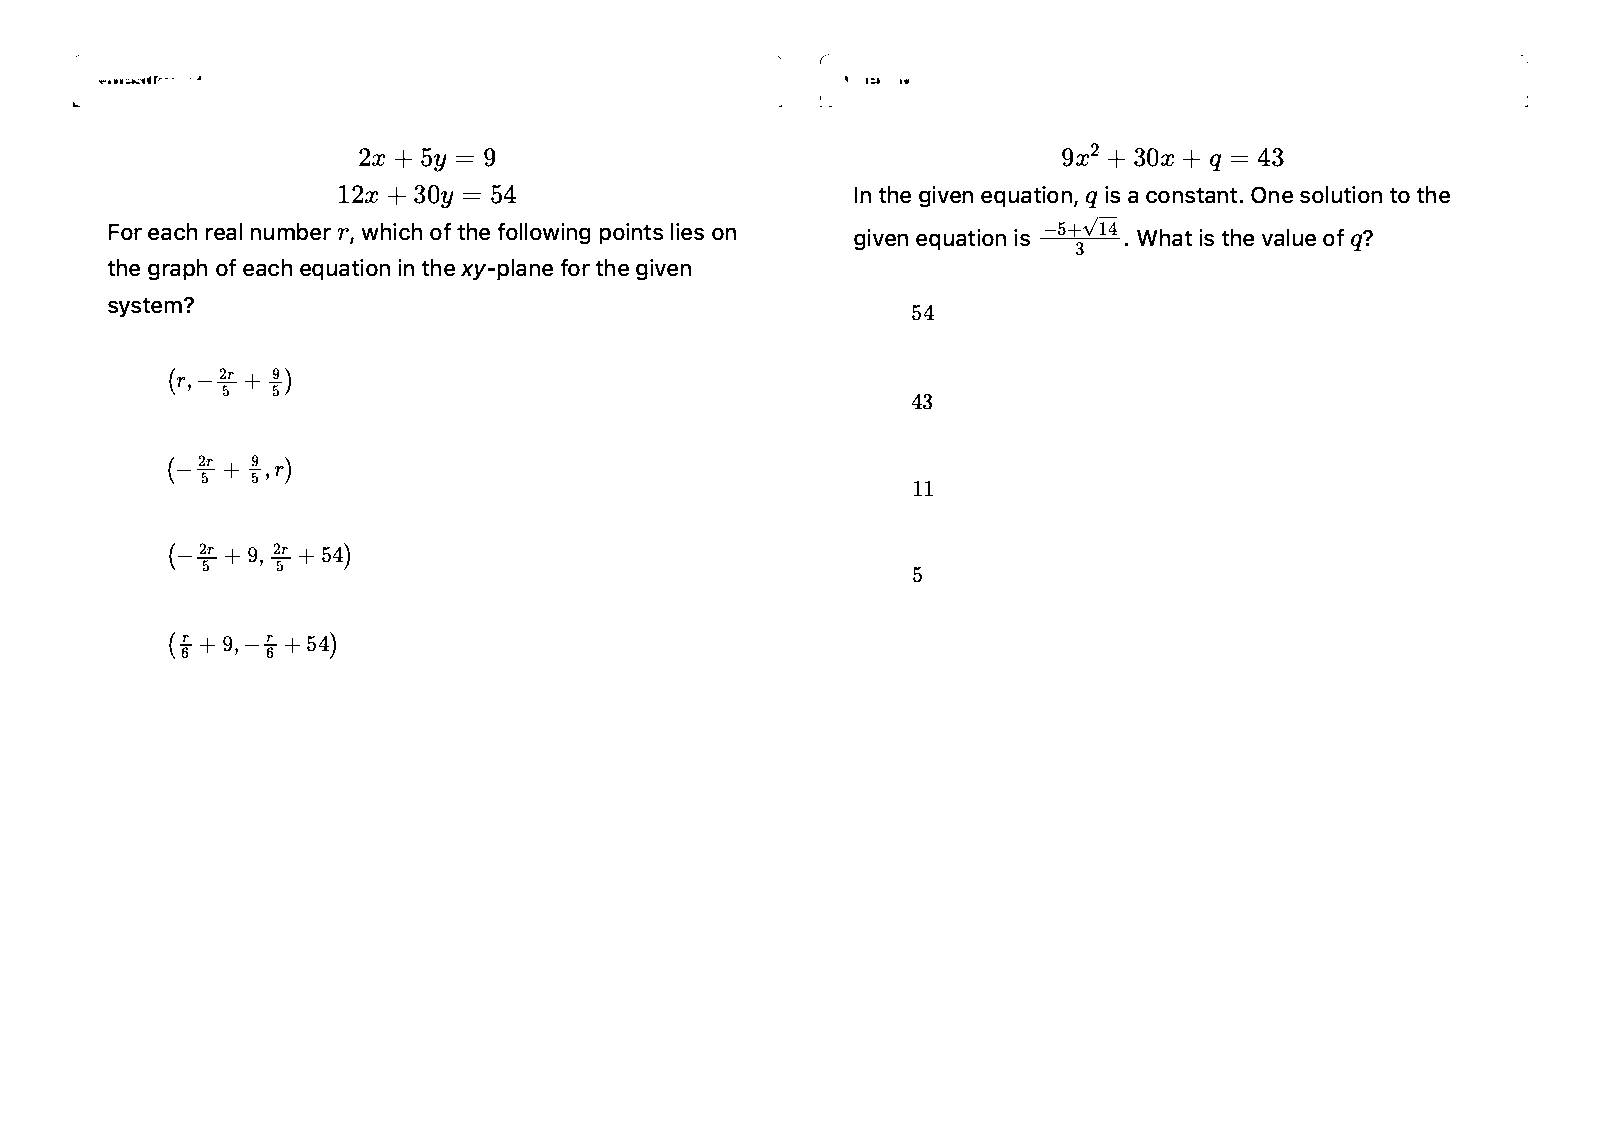 2x + 5y = 9
12x + 30y = 54
For each real number r, which of the following points lies on
the graph of each equation in the xy-plane for the given
system?
(r, −2r/5 + 9/5)
(−2r/5 + 9/5, r)
(−2r/5 + 9, 2r/5 + 54)
(r/6 + 9, −r/6 + 54)
9x² + 30x + q = 43
In the given equation, q is a constant. One solution to the
given equation is (−5+√14)/3. What is the value of q?
54
43
11
5